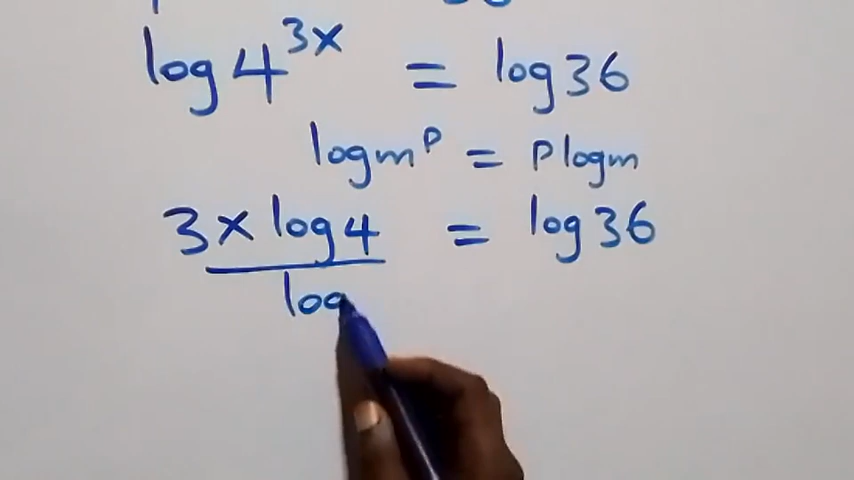 log 4^3x = log 36
log m^p = p log m
3x log 4 = log 36
log